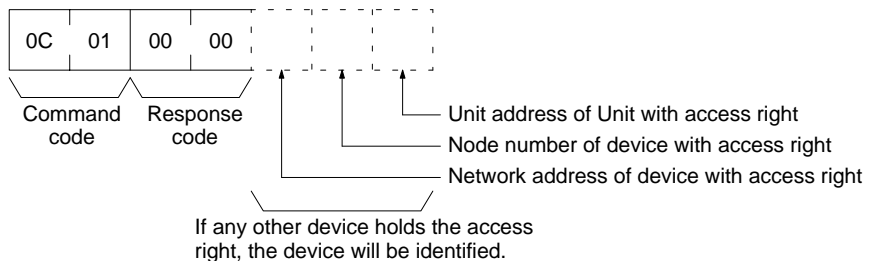 0C 01 00 00
Command
code
Response
code
Unit address of Unit with access right
Node number of device with access right
Network address of device with access right
If any other device holds the access
right, the device will be identified.